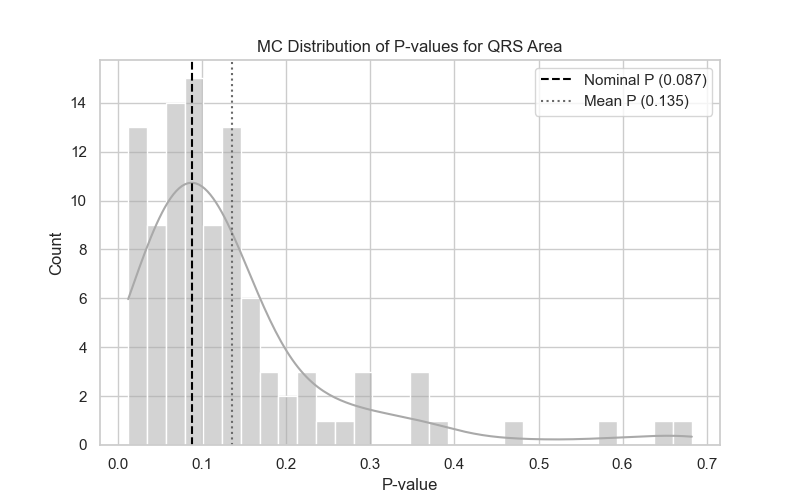 MC Distribution of P-values for QRS Area
Nominal P (0.087)
Mean P (0.135)
Count
14
12
10
8
6
4
2
0
0.0 0.1 0.2 0.3 0.4 0.5 0.6 0.7
P-value